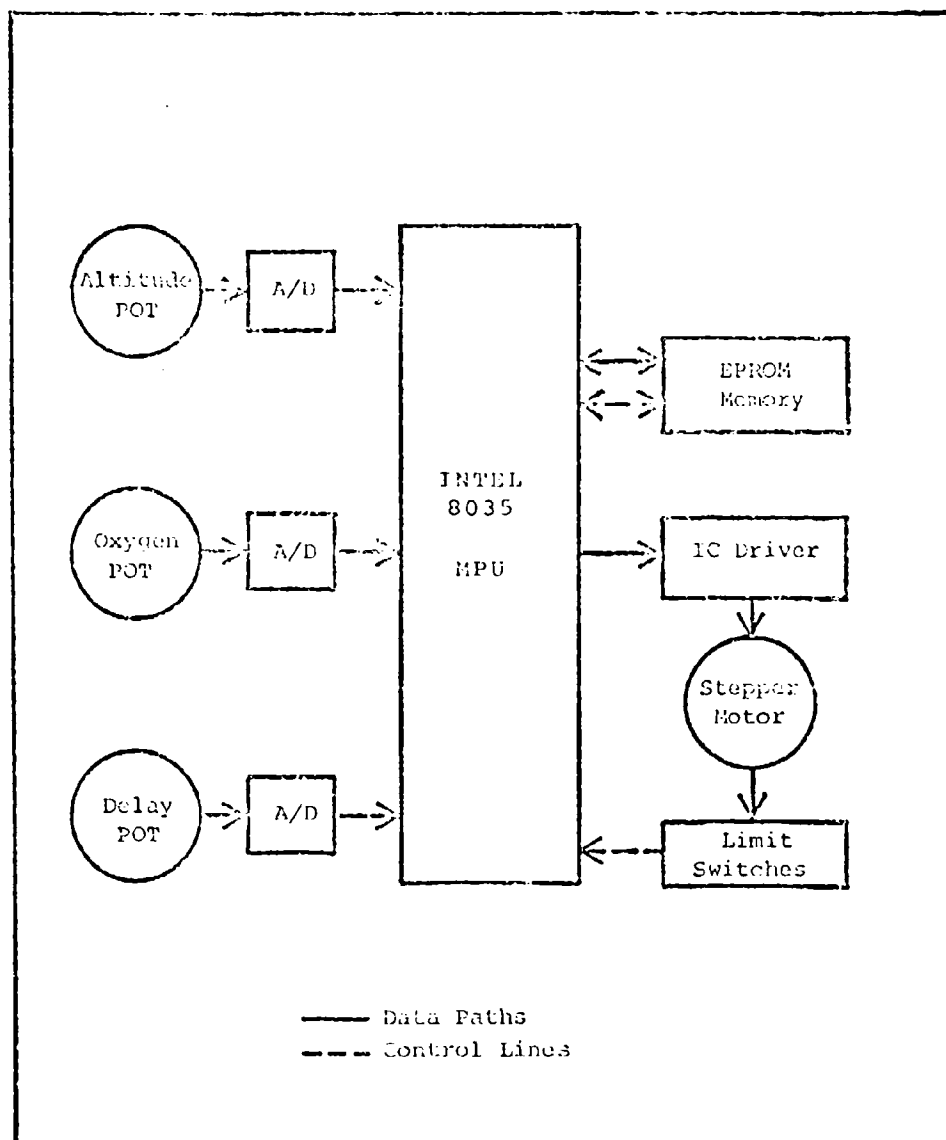 Altitude
POT
A/D
Oxygen
POT
A/D
Delay
POT
A/D
INTEL
8035
MPU
EPROM
Memory
IC Driver
Stepper
Motor
Limit
Switches
Data Paths
Control Lines